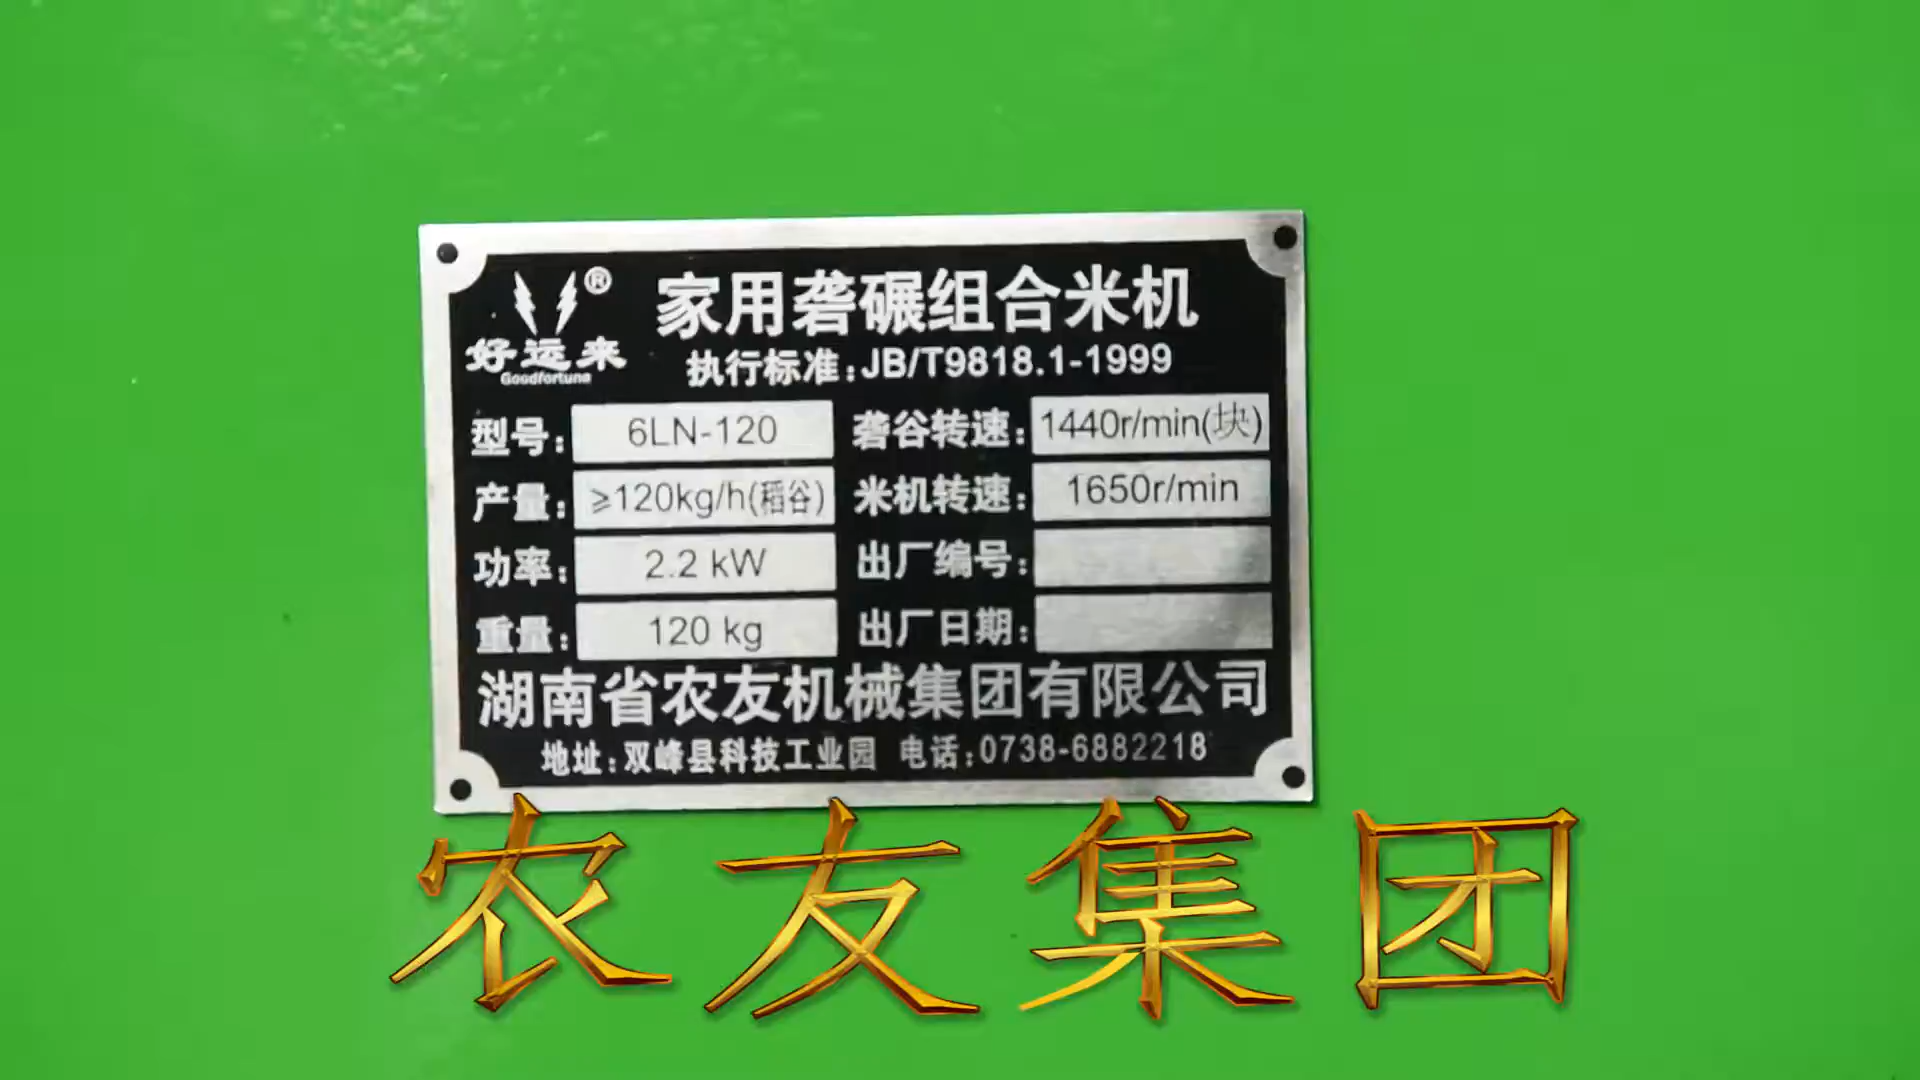 家用砻碾组合米机
执行标准:JB/T9818.1-1999
®
好运来
Goodfortune
型号: 6LN-120 砻谷转速: 1440r/min(块)
产量: ≥120kg/h(稻谷) 米机转速: 1650r/min
功率: 2.2 kW 出厂编号:
重量: 120 kg 出厂日期:
湖南省农友机械集团有限公司
地址:双峰县科技工业园 电话:0738-6882218
农友集团